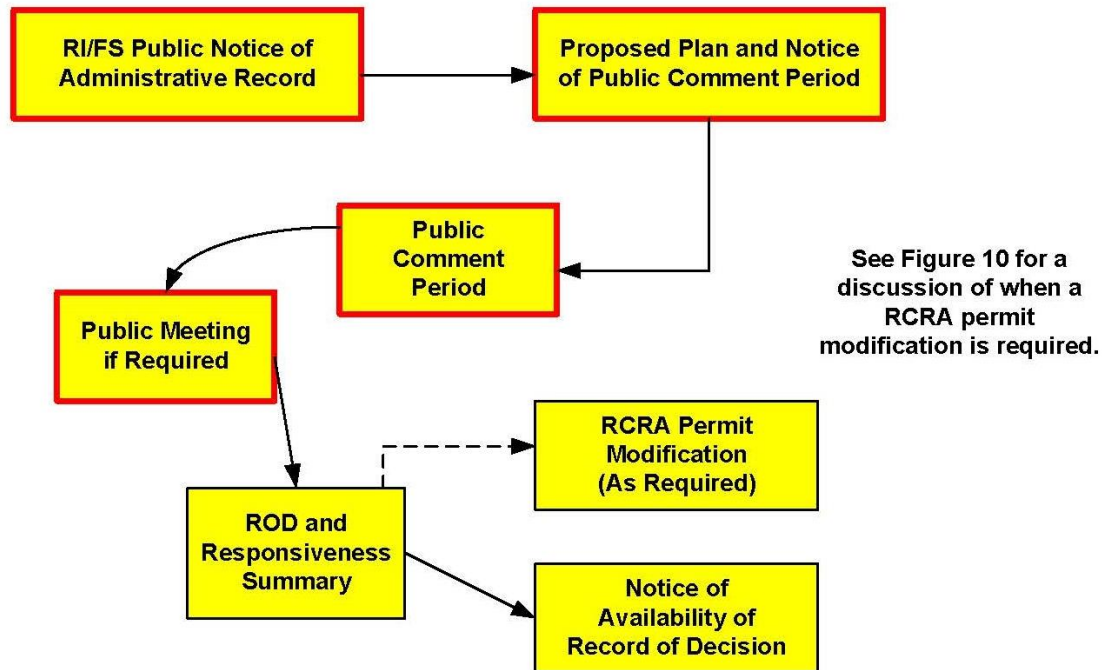 RI/FS Public Notice of
Administrative Record
Proposed Plan and Notice
of Public Comment Period
Public
Comment
Period
See Figure 10 for a
discussion of when a
RCRA permit
modification is required.
Public Meeting
if Required
RCRA Permit
Modification
(As Required)
ROD and
Responsiveness
Summary
Notice of
Availability of
Record of Decision